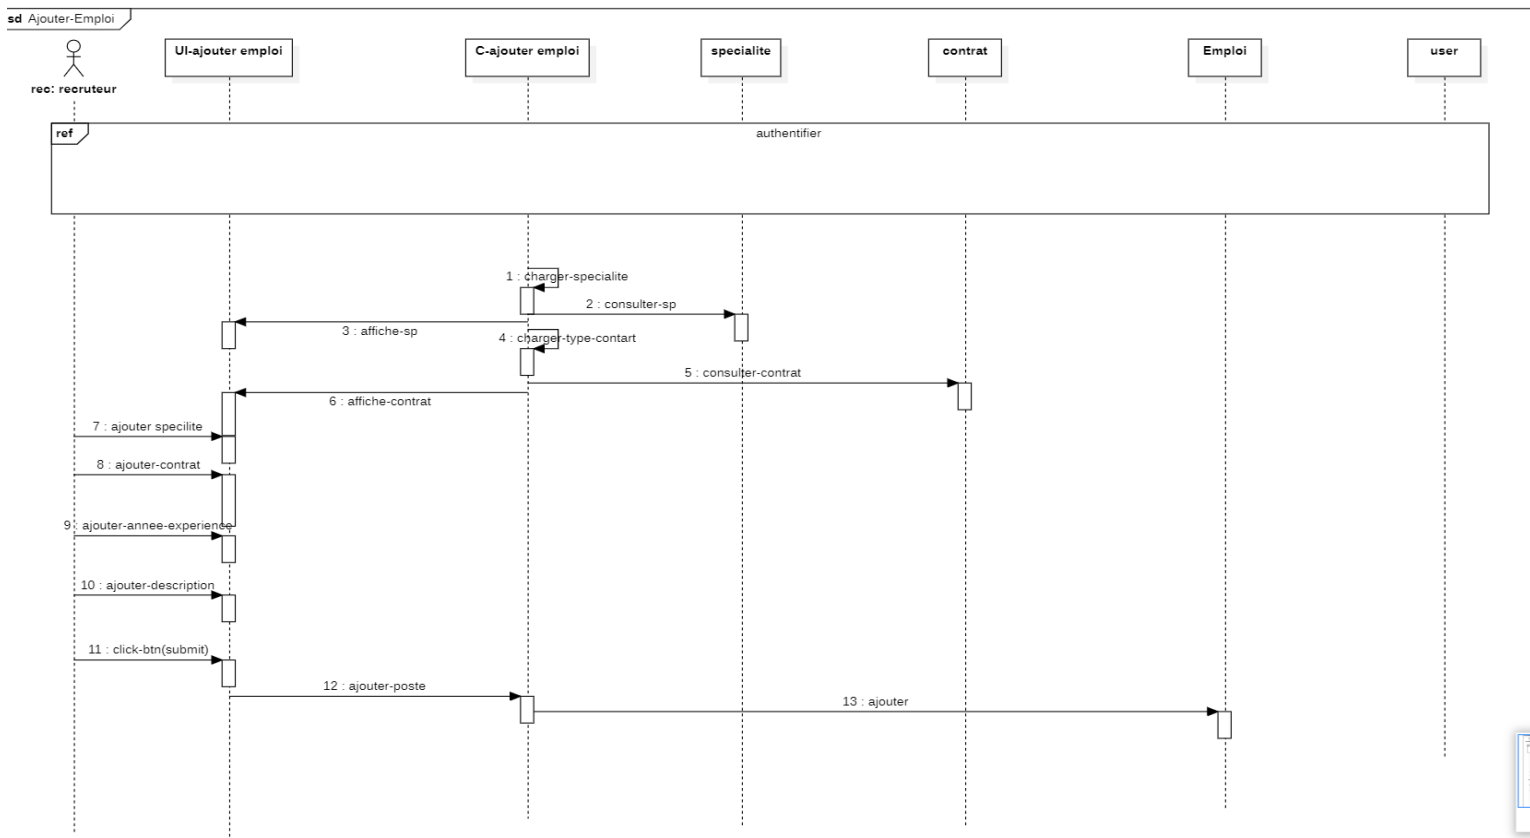 sd Ajouter-Emploi
rec: recruteur
UI-ajouter emploi
C-ajouter emploi
specialite
contrat
Emploi
user
ref
authentifier
1 : charger-specialite
2 : consulter-sp
3 : affiche-sp
4 : charger-type-contart
5 : consulter-contrat
6 : affiche-contrat
7 : ajouter specilite
8 : ajouter-contrat
9 : ajouter-annee-experience
10 : ajouter-description
11 : click-btn(submit)
12 : ajouter-poste
13 : ajouter